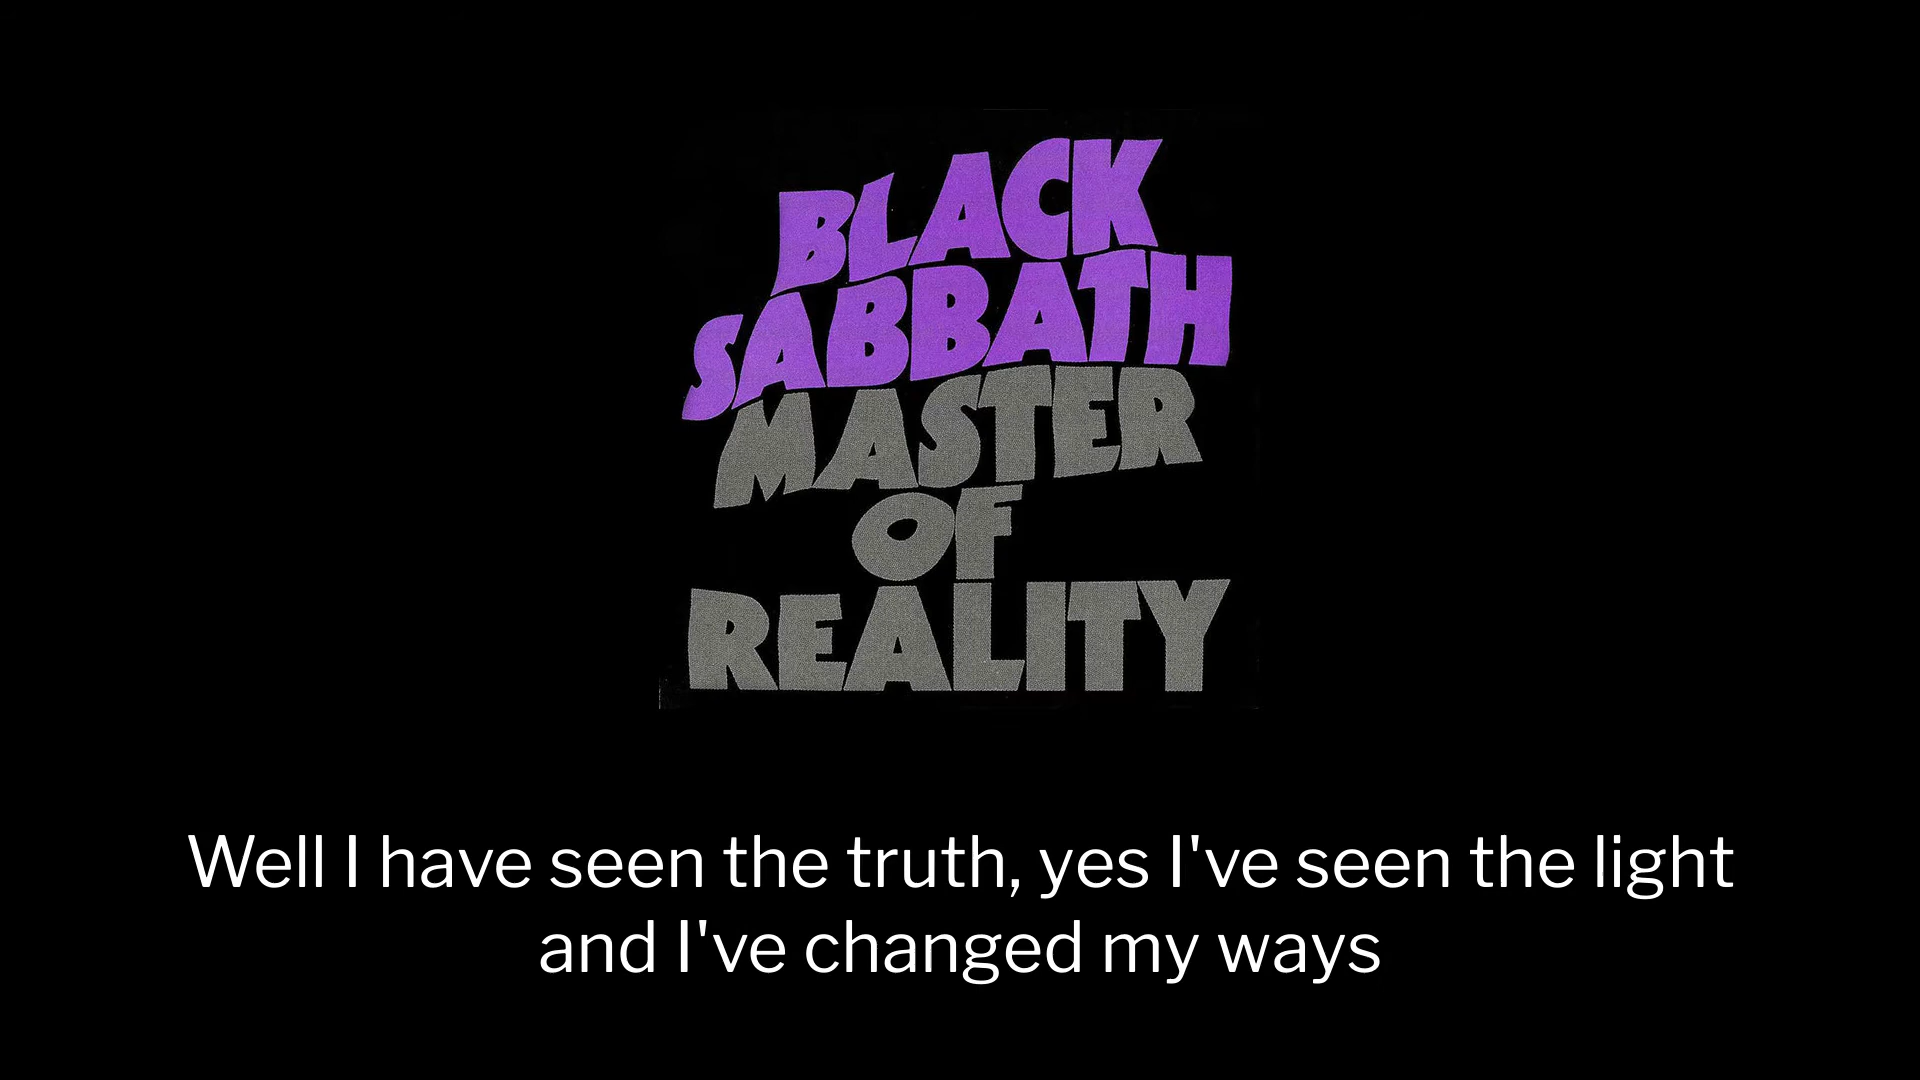 BLACK
SABBATH
MASTER
OF
REALITY
Well I have seen the truth, yes I've seen the light
and I've changed my ways